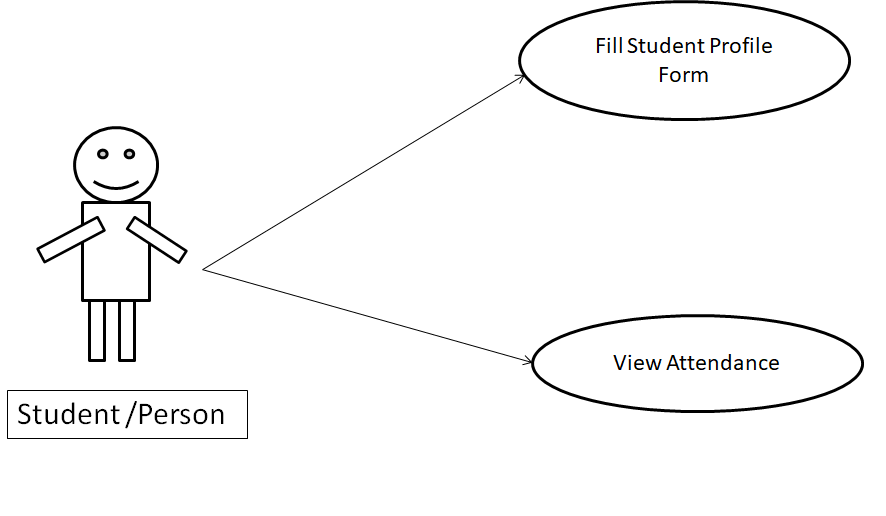 Fill Student Profile
Form
View Attendance
Student /Person